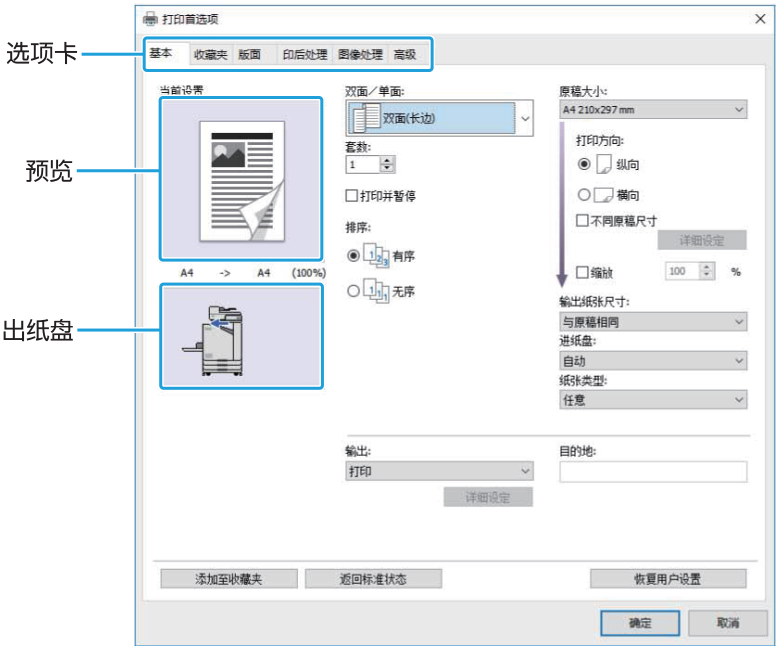 打印首选项
选项卡
基本 收藏夹 版面 印后处理 图像处理 高级
当前设置
预览
A4 -> A4 (100%)
出纸盘
双面/单面:
双面(长边)
套数:
1
打印并暂停
排序:
有序
无序
原稿大小:
A4 210x297 mm
打印方向:
纵向
横向
不同原稿尺寸
详细设定
缩放 100 %
输出纸张尺寸:
与原稿相同
进纸盘:
自动
纸张类型:
任意
输出:
打印
详细设定
目的地:
添加至收藏夹 返回标准状态 恢复用户设置
确定 取消